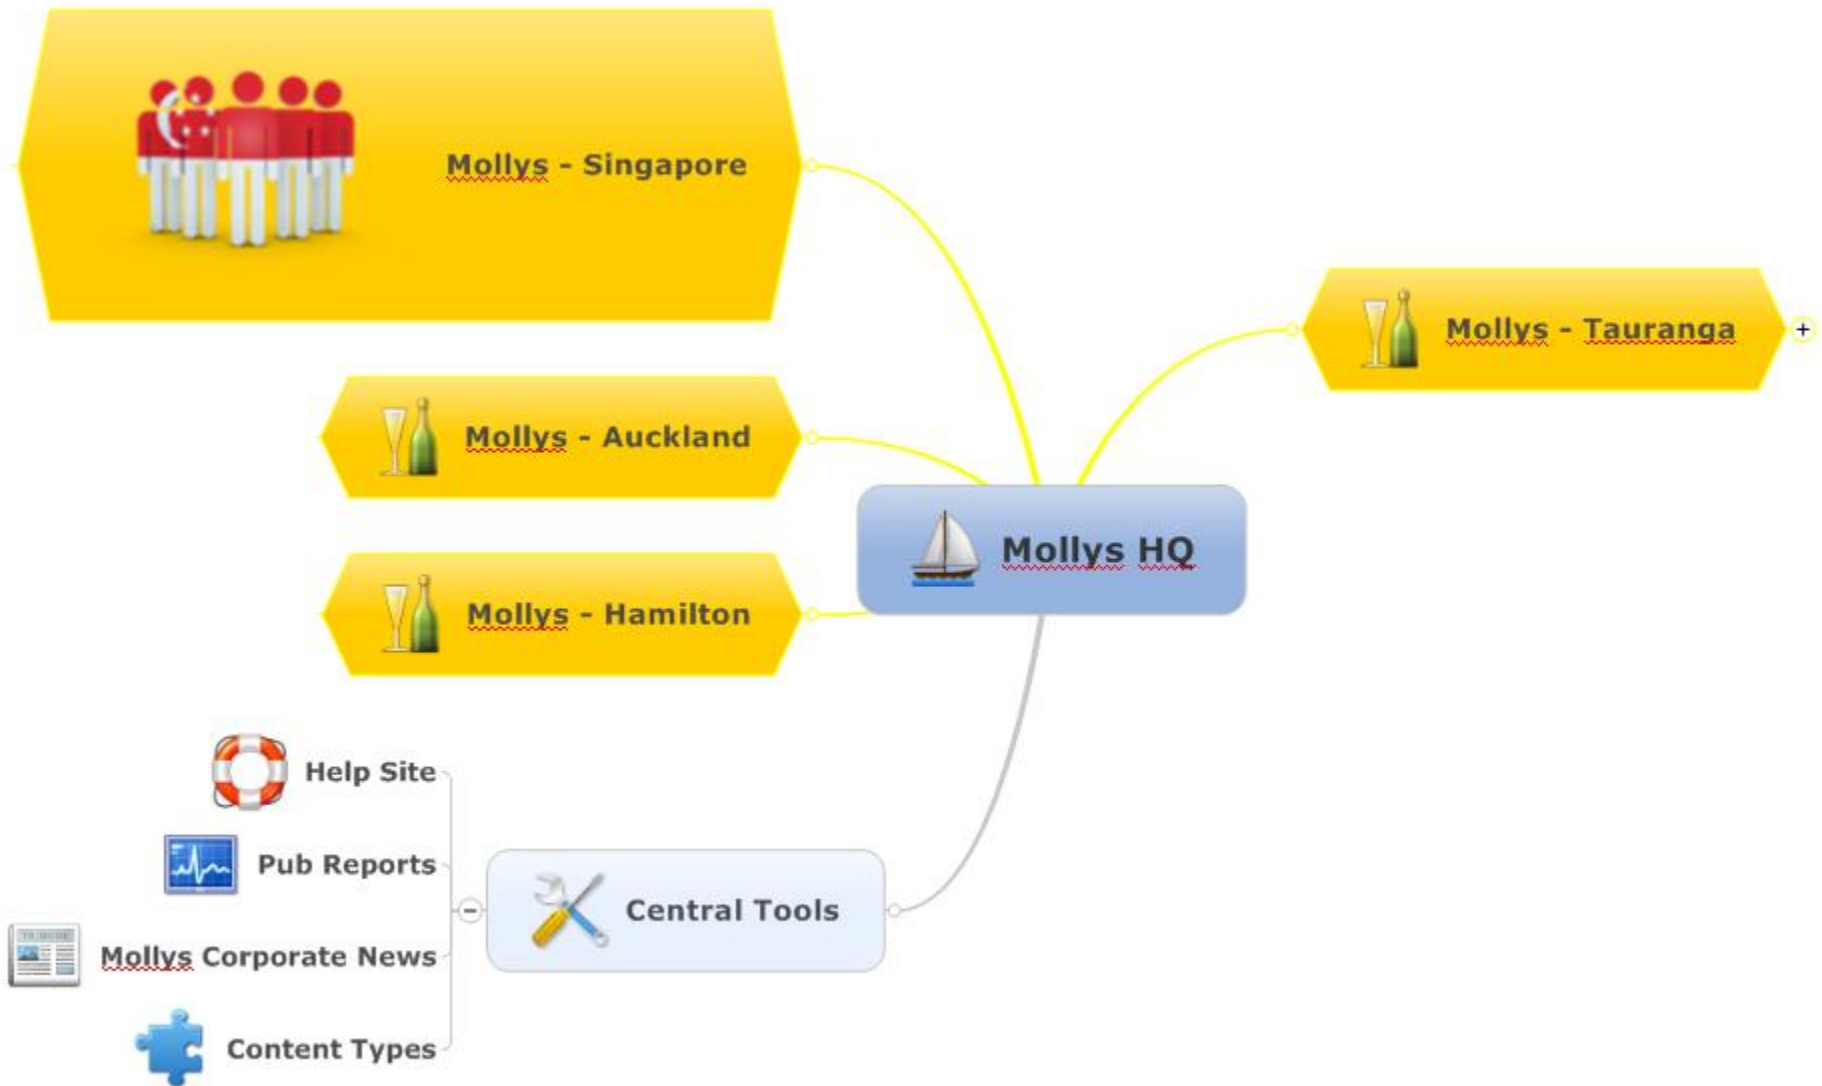 Mollys - Singapore
Mollys - Tauranga
Mollys - Auckland
Mollys HQ
Mollys - Hamilton
Help Site
Pub Reports
Central Tools
Mollys Corporate News
Content Types